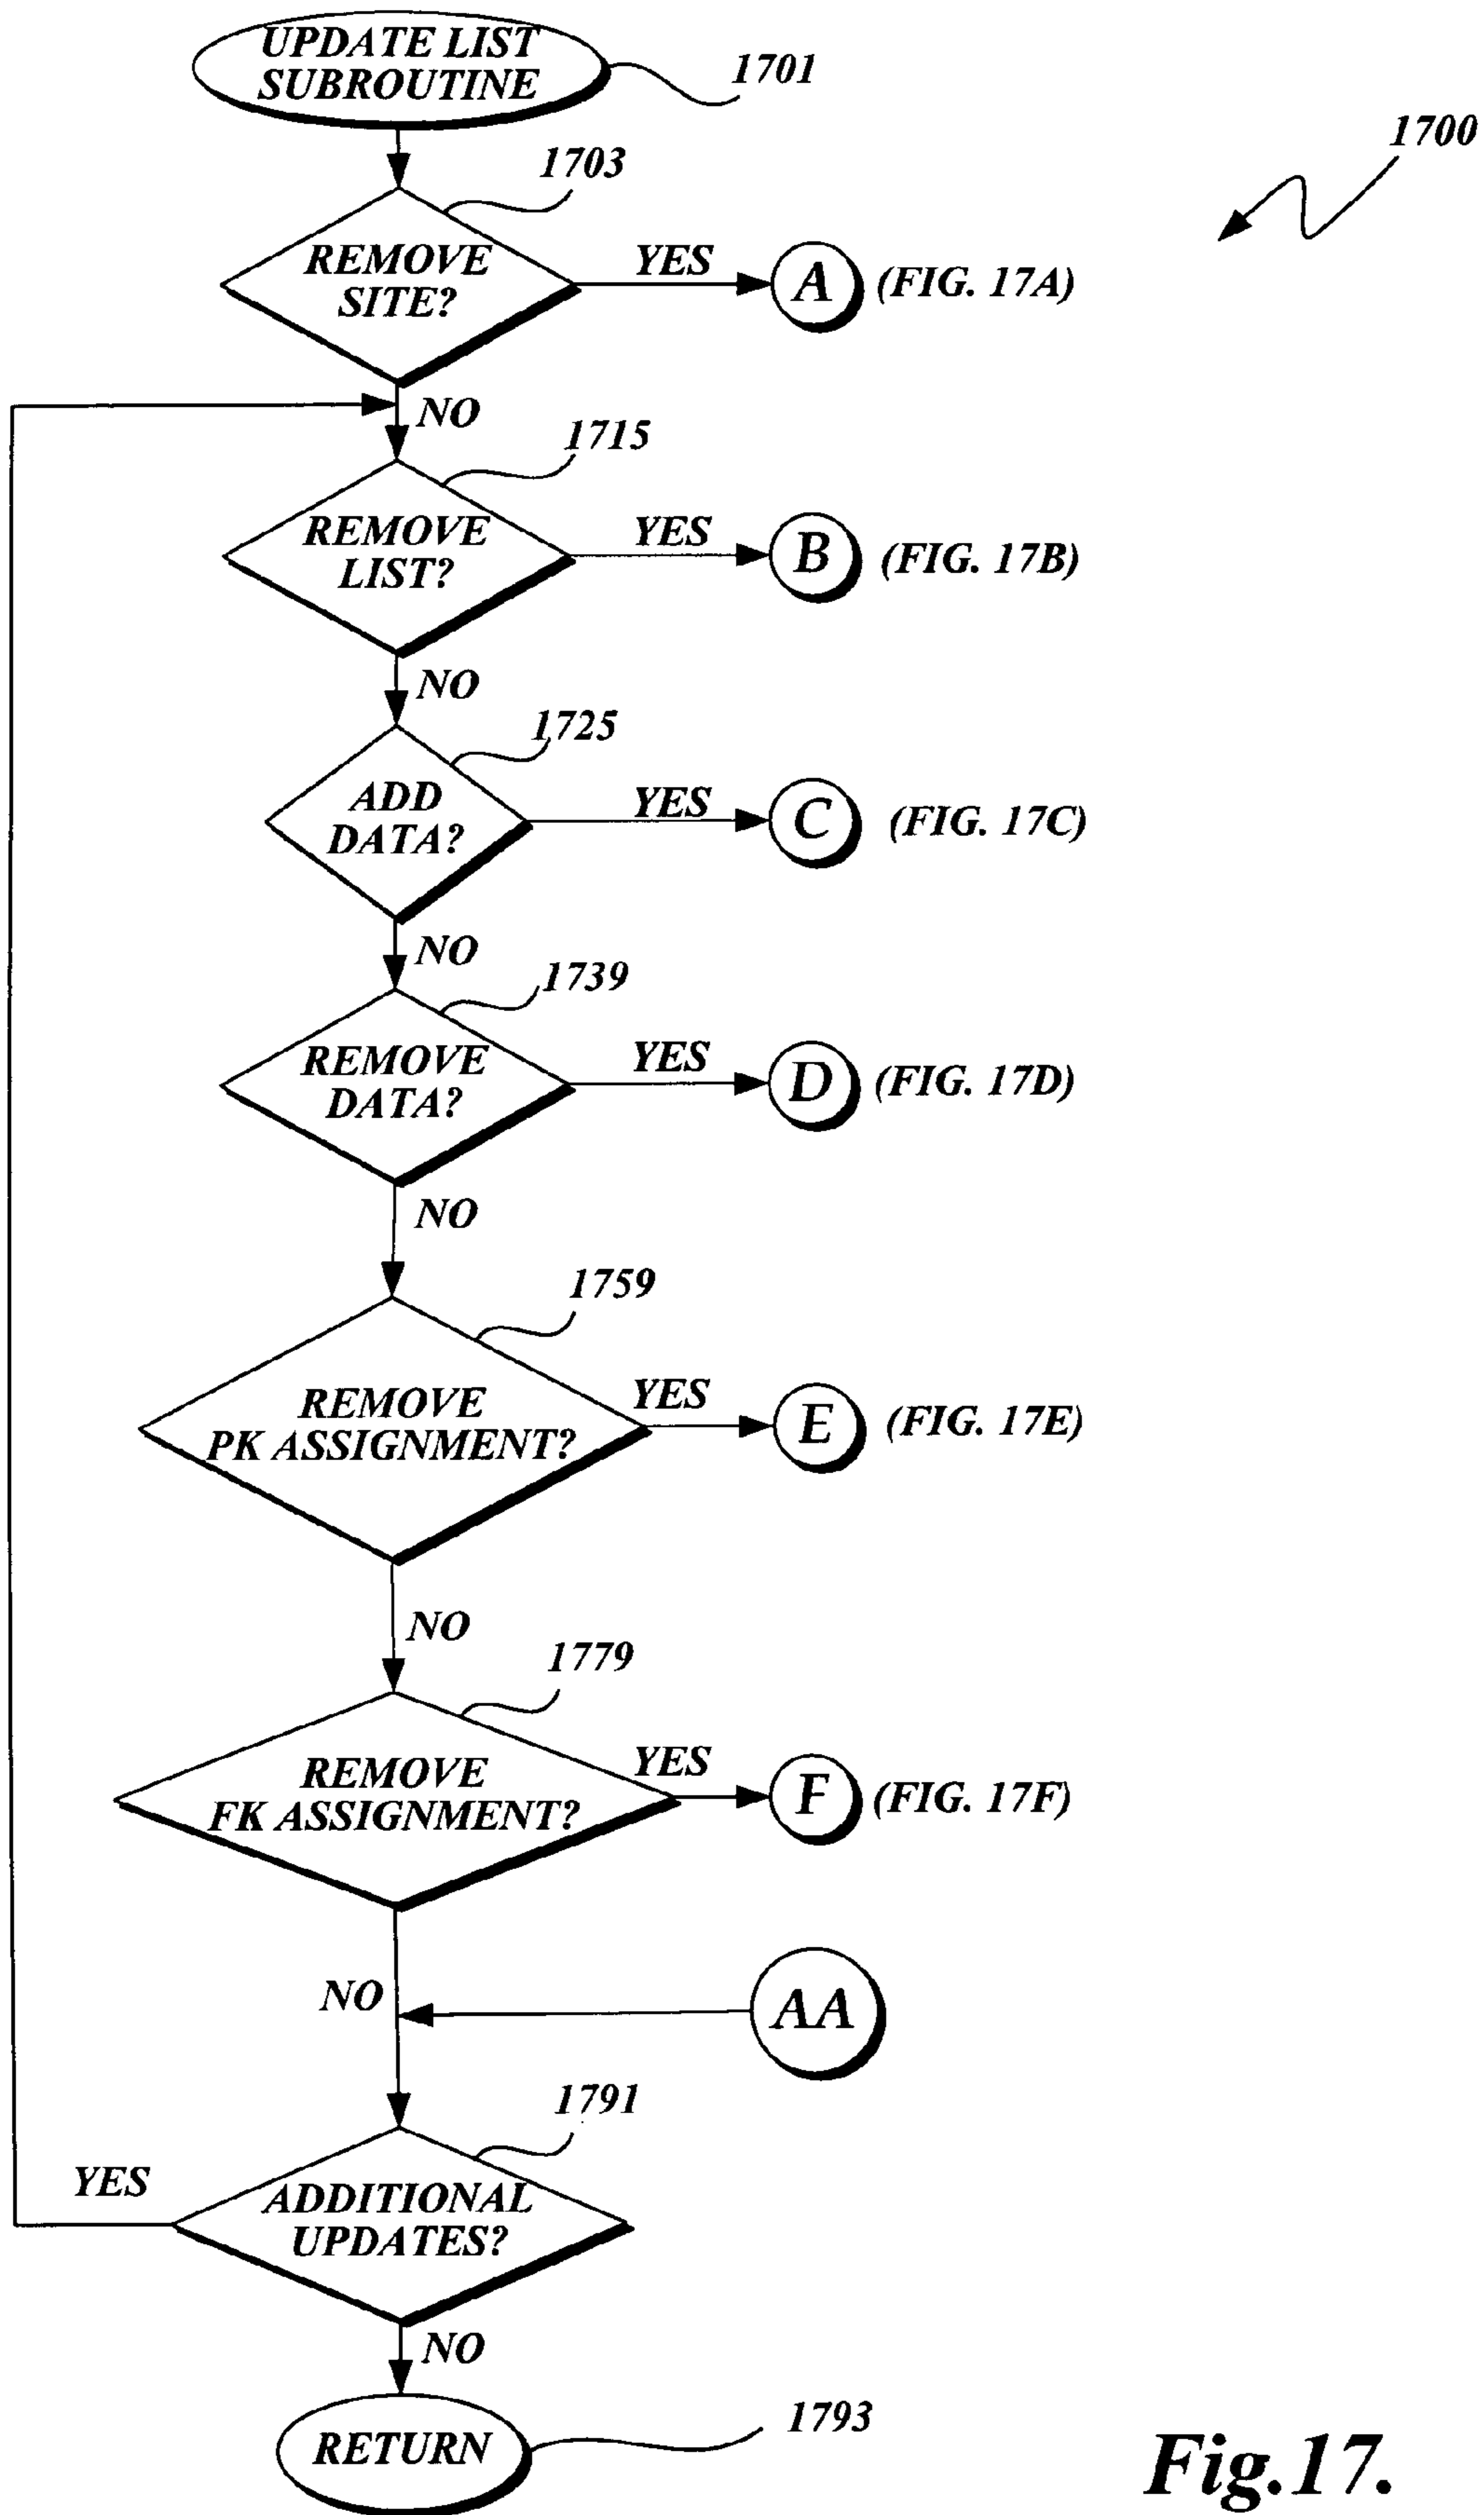 UPDATE LIST
SUBROUTINE
1701
1700
1703
REMOVE
SITE?
YES
A
(FIG. 17A)
NO
1715
REMOVE
LIST?
YES
B
(FIG. 17B)
NO
1725
ADD
DATA?
YES
C
(FIG. 17C)
NO
1739
REMOVE
DATA?
YES
D
(FIG. 17D)
NO
1759
REMOVE
PK ASSIGNMENT?
YES
E
(FIG. 17E)
NO
1779
REMOVE
FK ASSIGNMENT?
YES
F
(FIG. 17F)
NO
AA
1791
ADDITIONAL
UPDATES?
YES
NO
RETURN
1793
Fig.17.